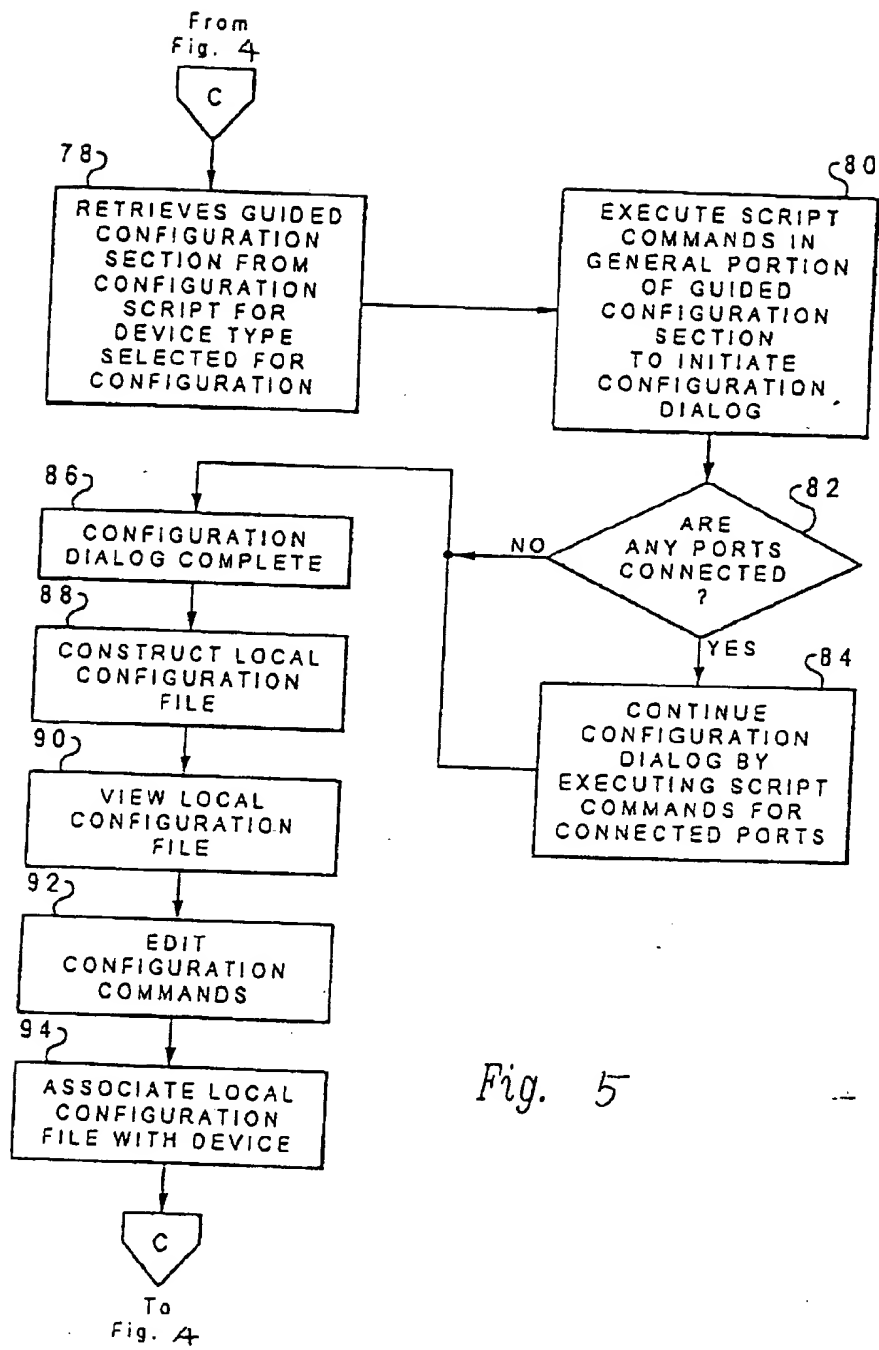 From
Fig. 4
C
78
RETRIEVES GUIDED
CONFIGURATION
SECTION FROM
CONFIGURATION
SCRIPT FOR
DEVICE TYPE
SELECTED FOR
CONFIGURATION
80
EXECUTE SCRIPT
COMMANDS IN
GENERAL PORTION
OF GUIDED
CONFIGURATION
SECTION
TO INITIATE
CONFIGURATION
DIALOG
82
ARE
ANY PORTS
CONNECTED
?
NO
YES
84
CONTINUE
CONFIGURATION
DIALOG BY
EXECUTING SCRIPT
COMMANDS FOR
CONNECTED PORTS
86
CONFIGURATION
DIALOG COMPLETE
88
CONSTRUCT LOCAL
CONFIGURATION
FILE
90
VIEW LOCAL
CONFIGURATION
FILE
92
EDIT
CONFIGURATION
COMMANDS
94
ASSOCIATE LOCAL
CONFIGURATION
FILE WITH DEVICE
C
To
Fig. 4
Fig. 5